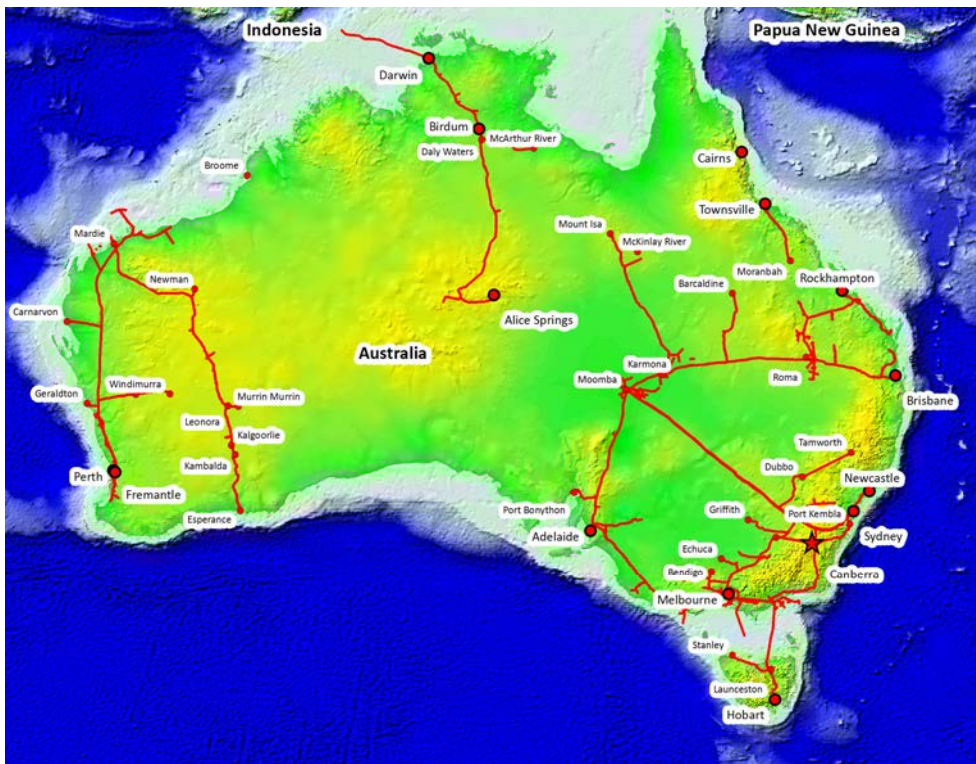 Indonesia
Papua New Guinea
Darwin
Birdum
McArthur River
Daly Waters
Cairns
Broome
Townsville
Mount Isa
Mardie
McKinlay River
Moranbah
Rockhampton
Newman
Barcaldine
Carnarvon
Alice Springs
Australia
Karmona
Roma
Moomba
Windimurra
Geraldton
Murrin Murrin
Brisbane
Leonora
Kalgoorlie
Tamworth
Kambalda
Dubbo
Perth
Newcastle
Fremantle
Port Bonython
Griffith
Port Kembla
Esperance
Adelaide
Sydney
Echuca
Bendigo
Canberra
Melbourne
Stanley
Launceston
Hobart